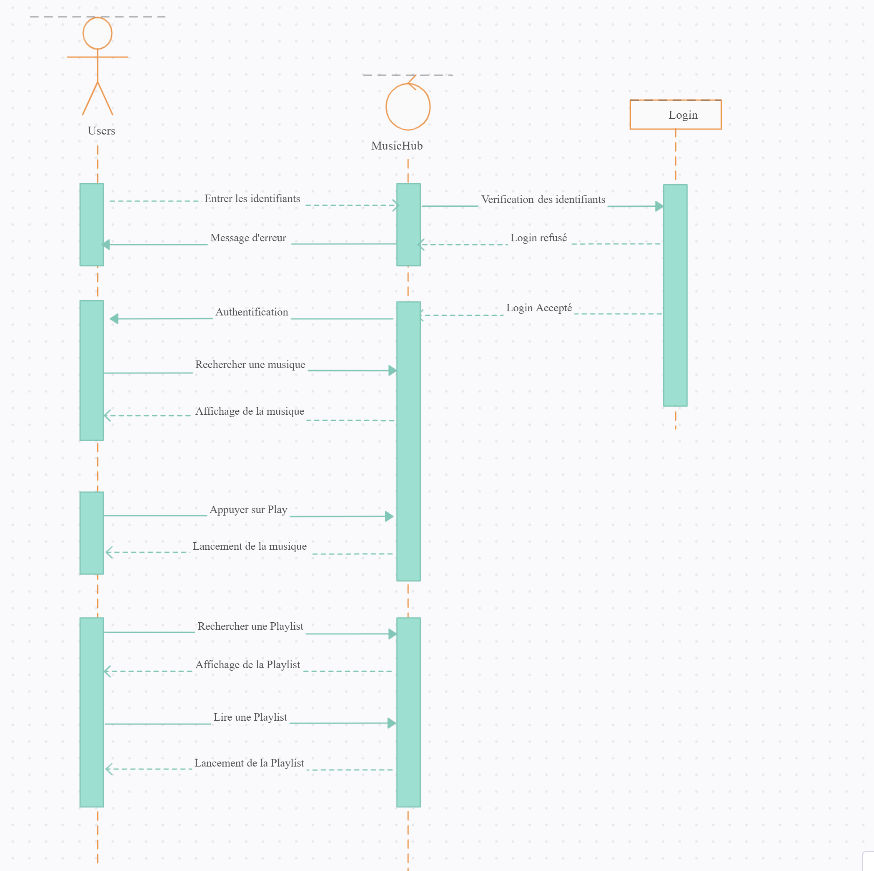 Users
MusicHub
Login
Entrer les identifiants
Verification des identifiants
Message d'erreur
Login refusé
Authentification
Login Accepté
Rechercher une musique
Affichage de la musique
Appuyer sur Play
Lancement de la musique
Rechercher une Playlist
Affichage de la Playlist
Lire une Playlist
Lancement de la Playlist